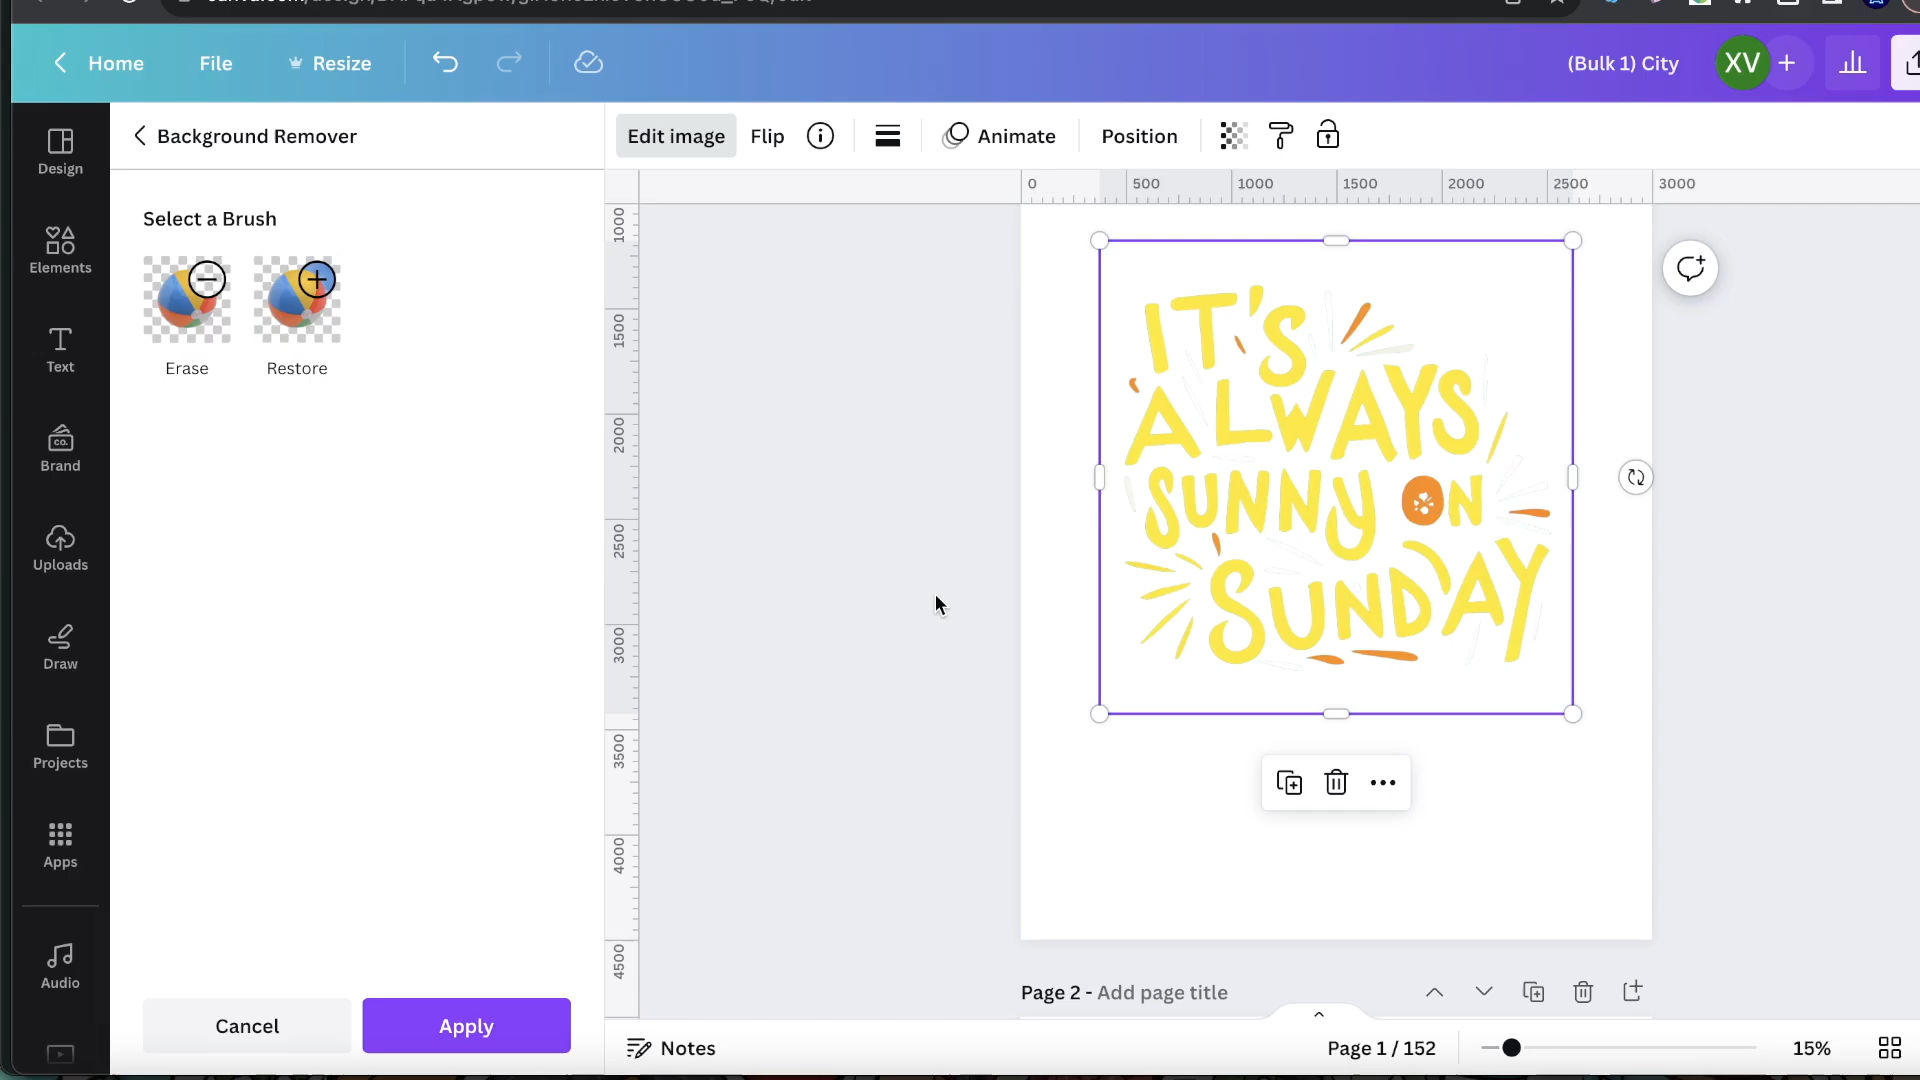 Home File Resize (Bulk 1) City XV
Background Remover
Edit image Flip Animate Position
Design
Elements
Text
Brand
CO.
Uploads
Draw
Projects
Apps
Audio
Select a Brush
Erase Restore
Cancel Apply
0 500 1000 1500 2000 2500 3000
1000
1500
2000
2500
3000
3500
4000
4500
IT'S
ALWAYS
SUNNY ON
SUNDAY
Page 2 - Add page title
Notes Page 1 / 152 15%